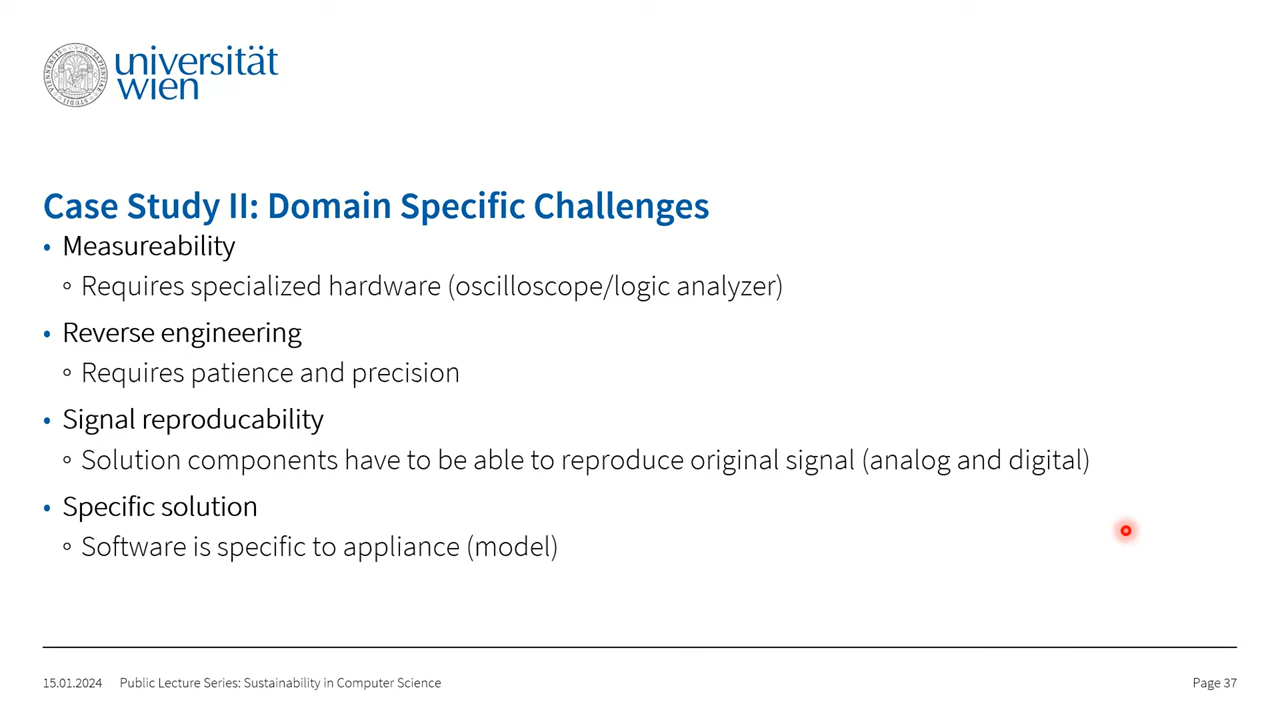 universität
wien
Case Study II: Domain Specific Challenges
• Measureability
◦ Requires specialized hardware (oscilloscope/logic analyzer)
• Reverse engineering
◦ Requires patience and precision
• Signal reproducability
◦ Solution components have to be able to reproduce original signal (analog and digital)
• Specific solution
◦ Software is specific to appliance (model)
15.01.2024 Public Lecture Series: Sustainability in Computer Science Page 37